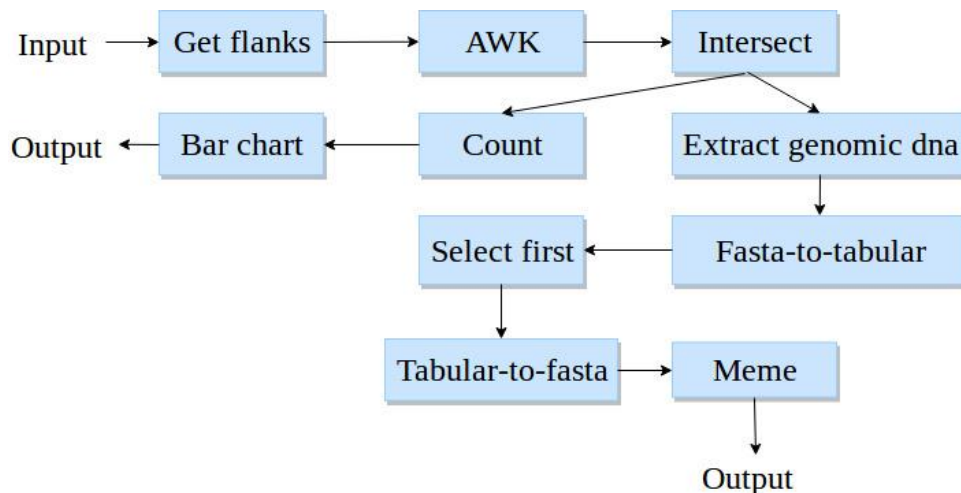 Input
Get flanks
AWK
Intersect
Output
Bar chart
Count
Extract genomic dna
Select first
Fasta-to-tabular
Tabular-to-fasta
Meme
Output